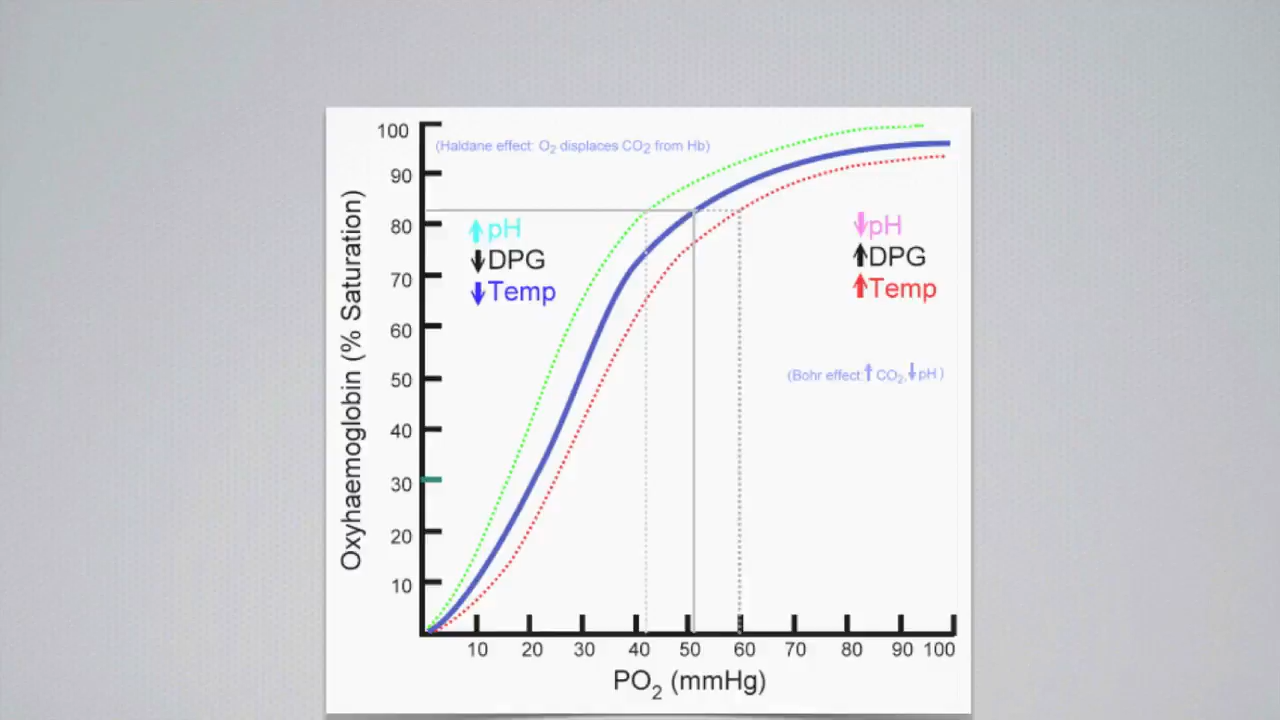 100
(Haldane effect: O2 displaces CO2 from Hb)
90
80
70
60
50
40
30
20
10
Oxyhaemoglobin (% Saturation)
↑pH
↓DPG
↓Temp
↓pH
↑DPG
↑Temp
(Bohr effect:↑ CO2,↓pH )
10 20 30 40 50 60 70 80 90 100
PO2 (mmHg)